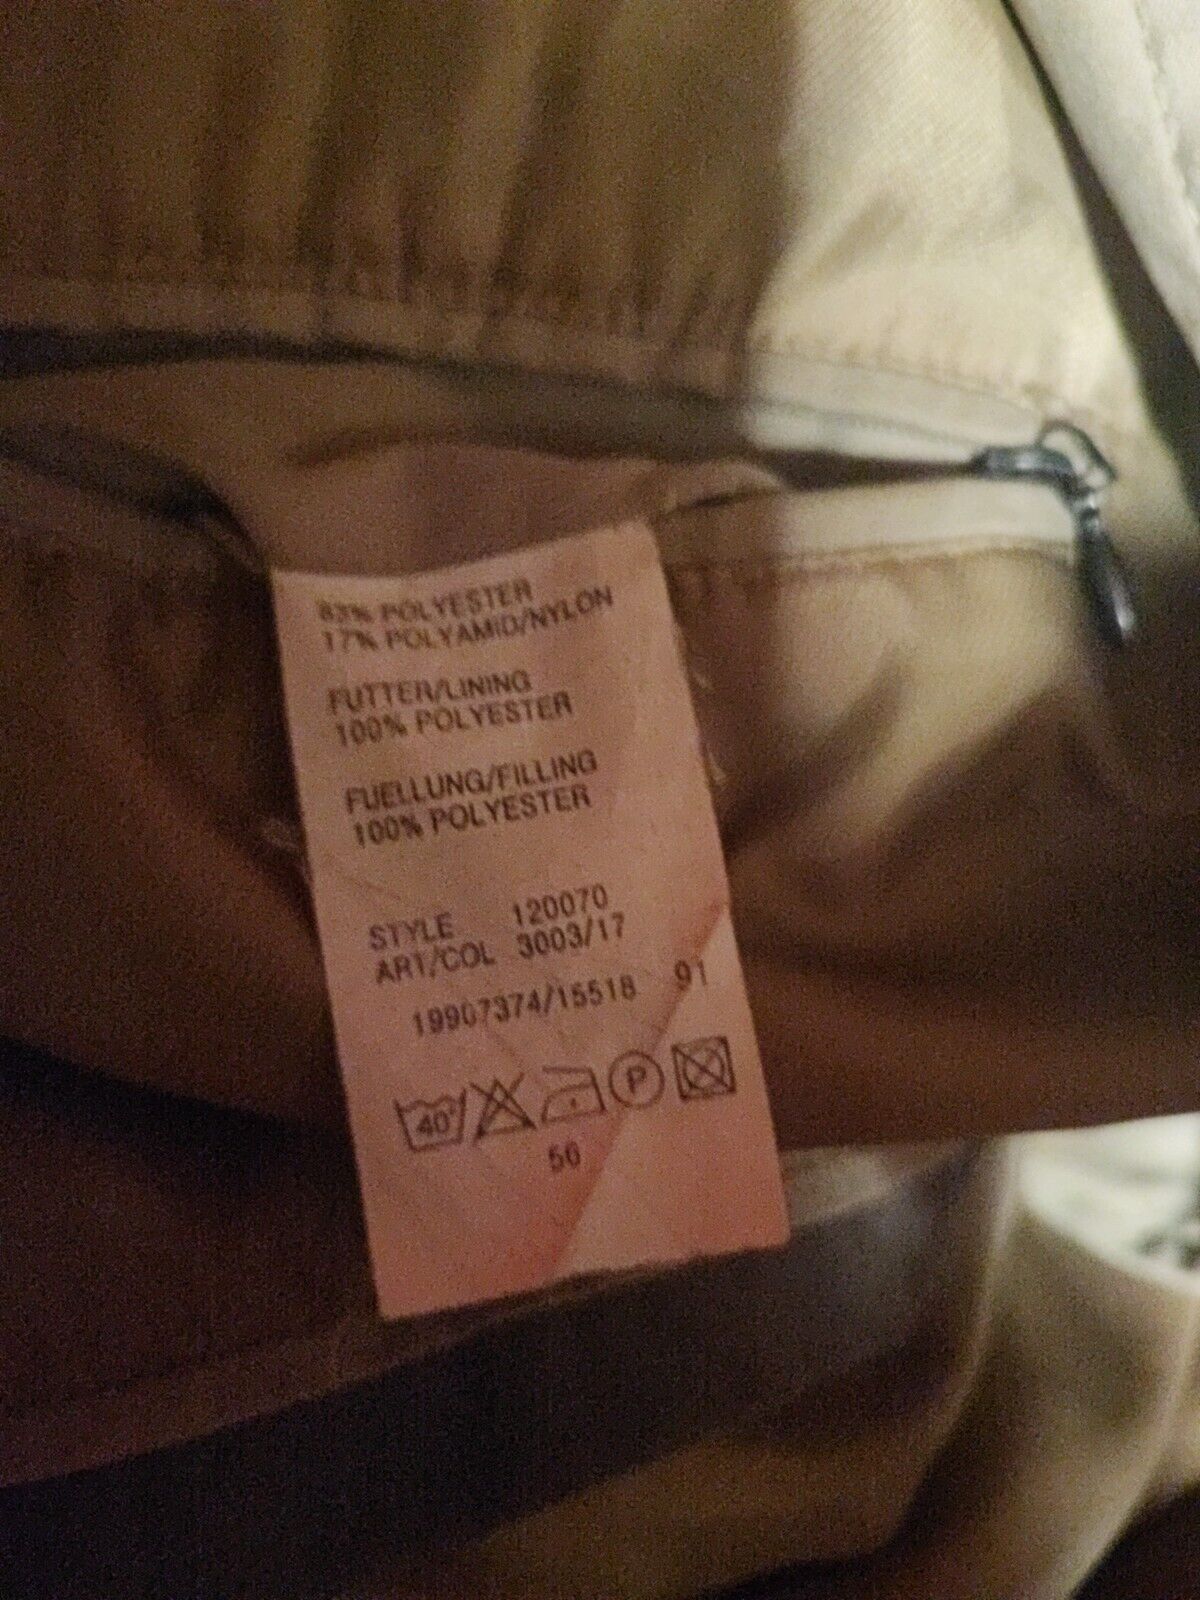 83% POLYESTER
17% POLYAMID/NYLON
FUTTER/LINING
100% POLYESTER
FUELLUNG/FILLING
100% POLYESTER
STYLE 120070
ART/COL 3003/17
19907374/15518 91
40° P
50